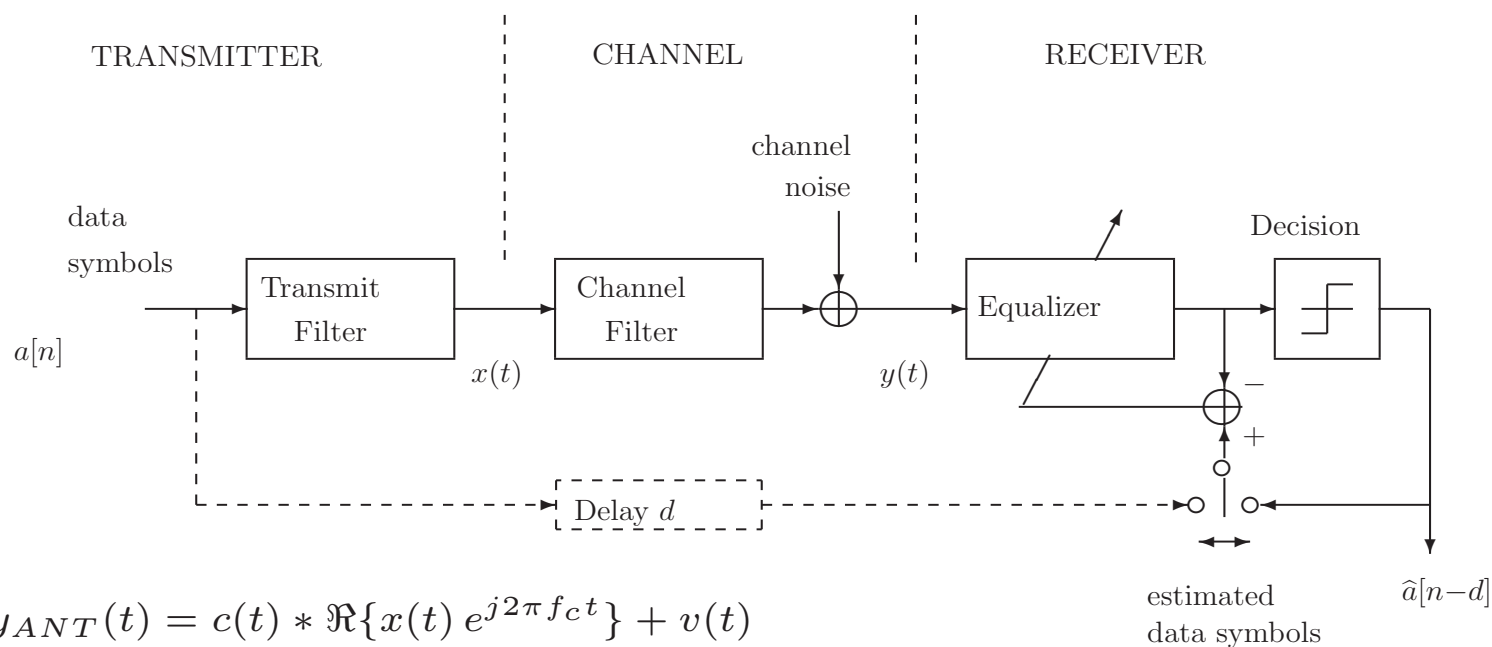 TRANSMITTER
CHANNEL
RECEIVER
channel
noise
data
symbols
Decision
Transmit
Filter
Channel
Filter
Equalizer
a[n]
x(t)
y(t)
−
+
Delay d
estimated
data symbols
â[n−d]
y_{ANT}(t) = c(t) ∗ ℜ{x(t) e^{j2πf_c t}} + v(t)